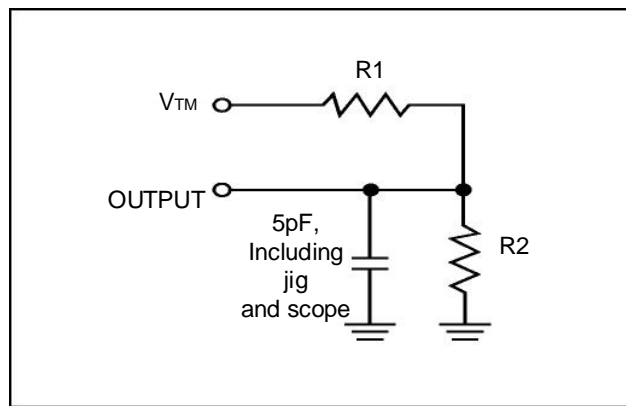 R1
VTM
OUTPUT
5pF,
Including
jig
and scope
R2